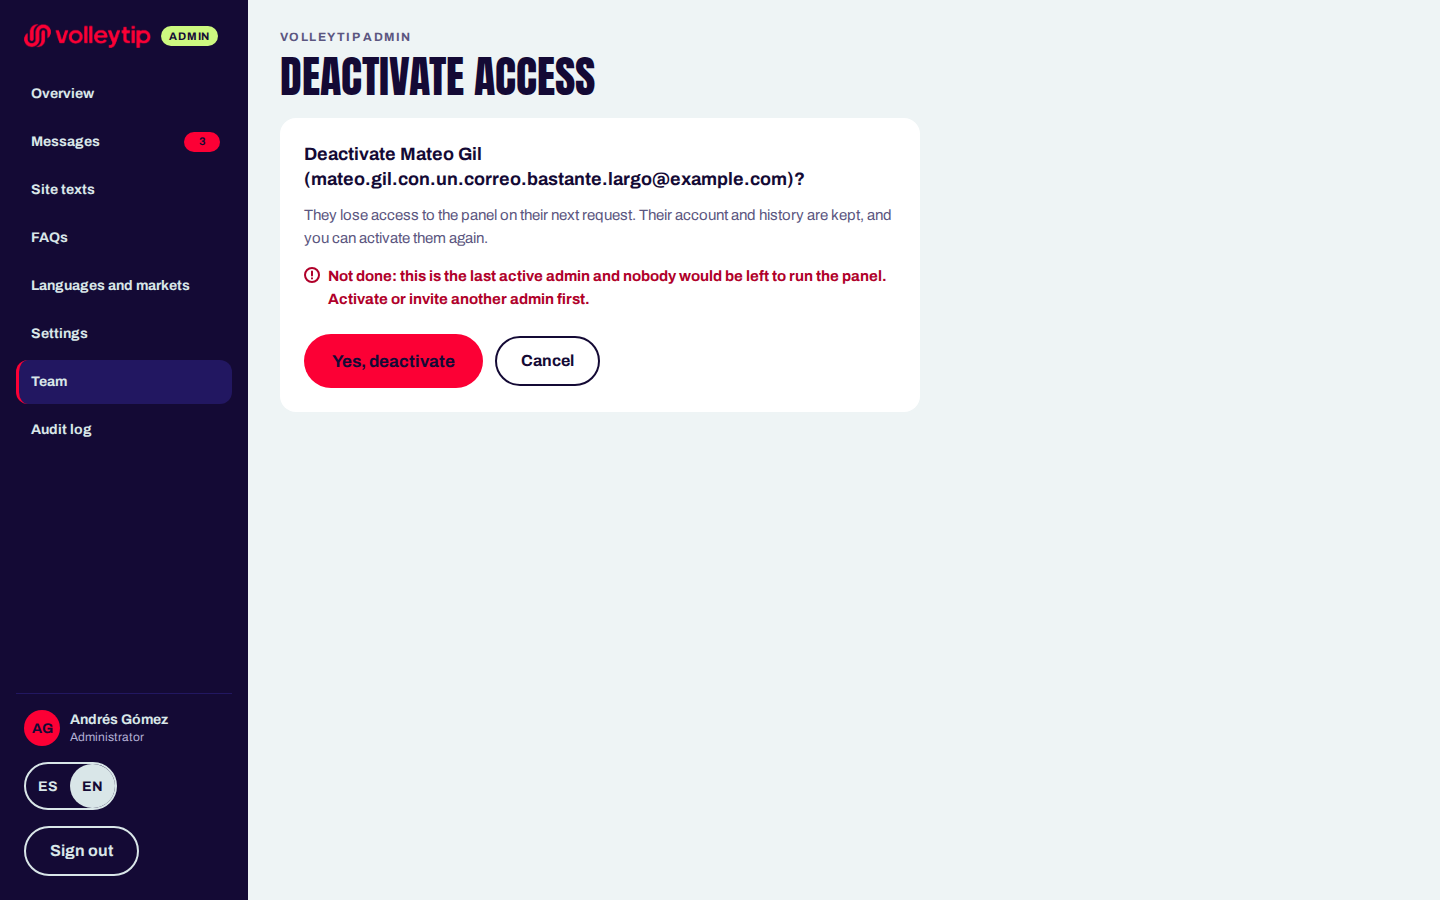 volleytip ADMIN
Overview
Messages 3
Site texts
FAQs
Languages and markets
Settings
Team
Audit log
AG Andrés Gómez
Administrator
ES EN
Sign out
VOLLEYTIP ADMIN
DEACTIVATE ACCESS
Deactivate Mateo Gil
(mateo.gil.con.un.correo.bastante.largo@example.com)?
They lose access to the panel on their next request. Their account and history are kept, and
you can activate them again.
Not done: this is the last active admin and nobody would be left to run the panel.
Activate or invite another admin first.
Yes, deactivate Cancel